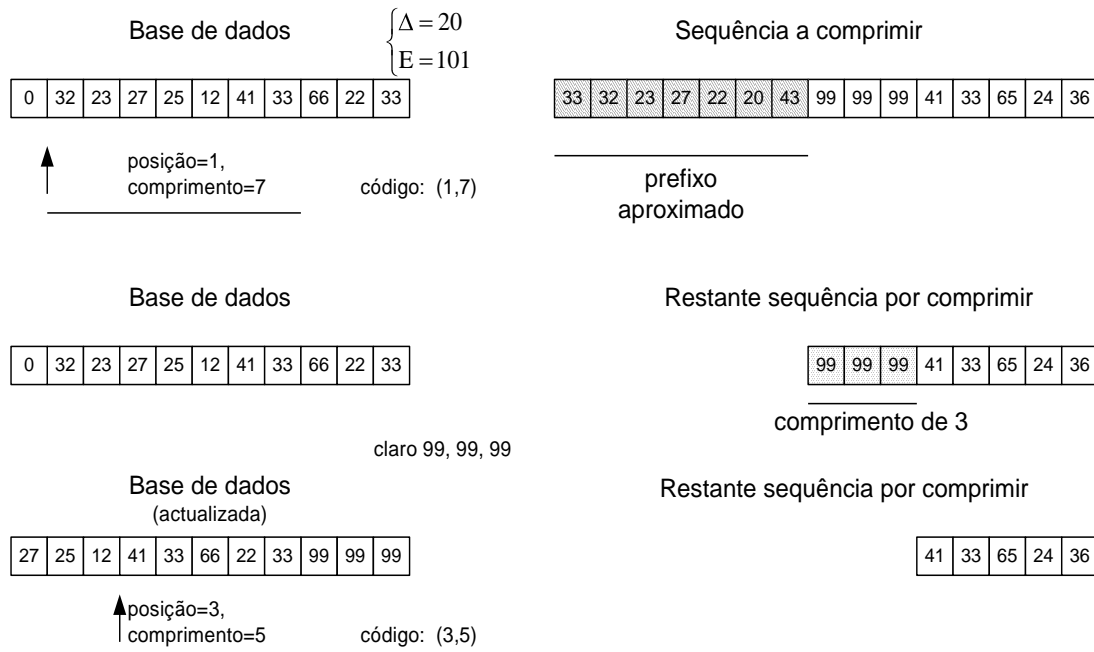 Base de dados
Δ = 20
E = 101
Sequência a comprimir
0 32 23 27 25 12 41 33 66 22 33
33 32 23 27 22 20 43 99 99 99 41 33 65 24 36
posição=1,
comprimento=7
código: (1,7)
prefixo
aproximado
Base de dados
Restante sequência por comprimir
0 32 23 27 25 12 41 33 66 22 33
99 99 99 41 33 65 24 36
comprimento de 3
claro 99, 99, 99
Base de dados
(actualizada)
Restante sequência por comprimir
27 25 12 41 33 66 22 33 99 99 99
41 33 65 24 36
posição=3,
comprimento=5
código: (3,5)